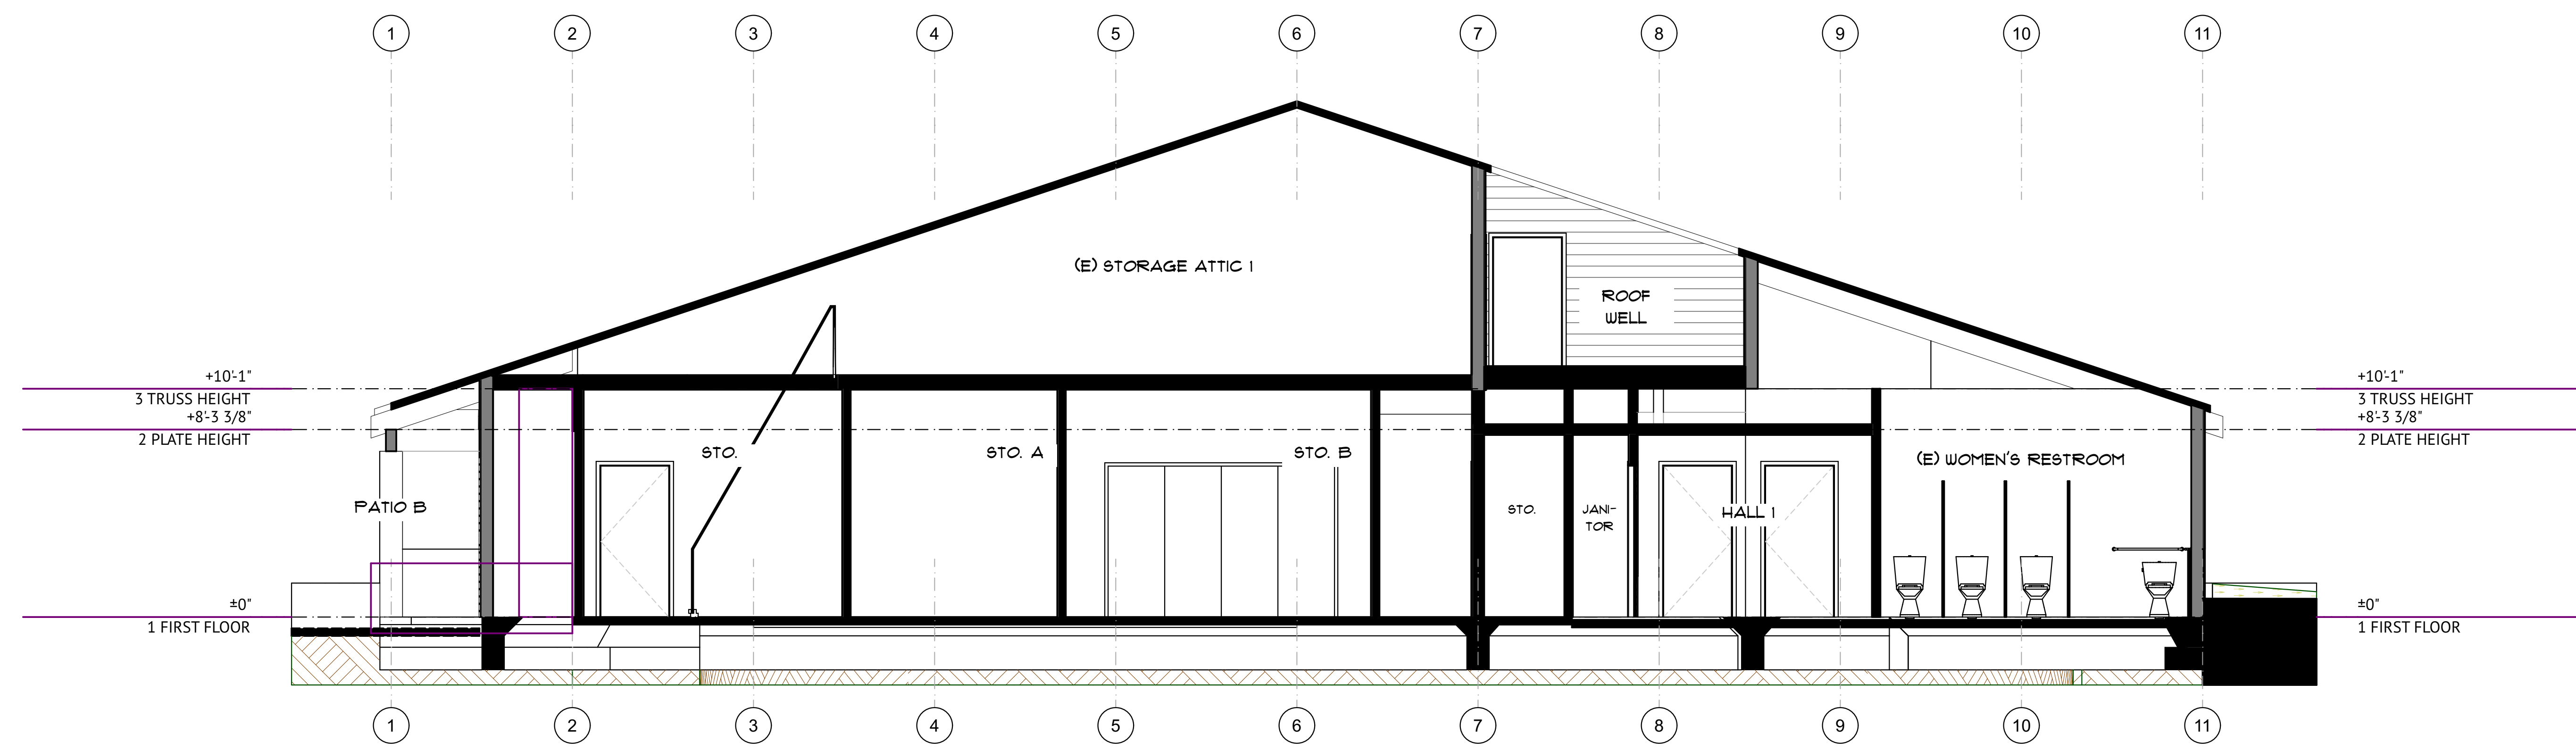 1 2 3 4 5 6 7 8 9 10 11
(E) STORAGE ATTIC 1
ROOF
WELL
+10'-1"
3 TRUSS HEIGHT
+8'-3 3/8"
2 PLATE HEIGHT
+10'-1"
3 TRUSS HEIGHT
+8'-3 3/8"
2 PLATE HEIGHT
STO.
STO. A
STO. B
(E) WOMEN'S RESTROOM
PATIO B
STO.
JANI-
TOR
HALL 1
±0"
1 FIRST FLOOR
±0"
1 FIRST FLOOR
1 2 3 4 5 6 7 8 9 10 11